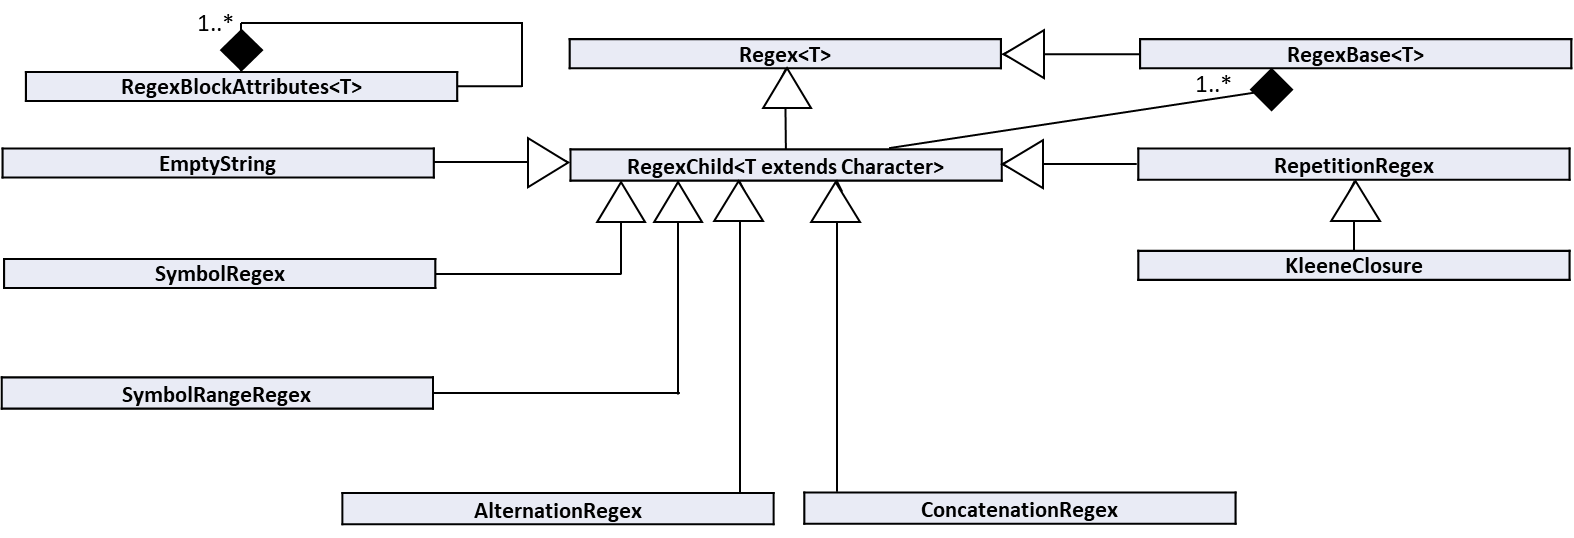 1..*
Regex<T>
RegexBase<T>
RegexBlockAttributes<T>
1..*
EmptyString
RegexChild<T extends Character>
RepetitionRegex
SymbolRegex
KleeneClosure
SymbolRangeRegex
AlternationRegex
ConcatenationRegex